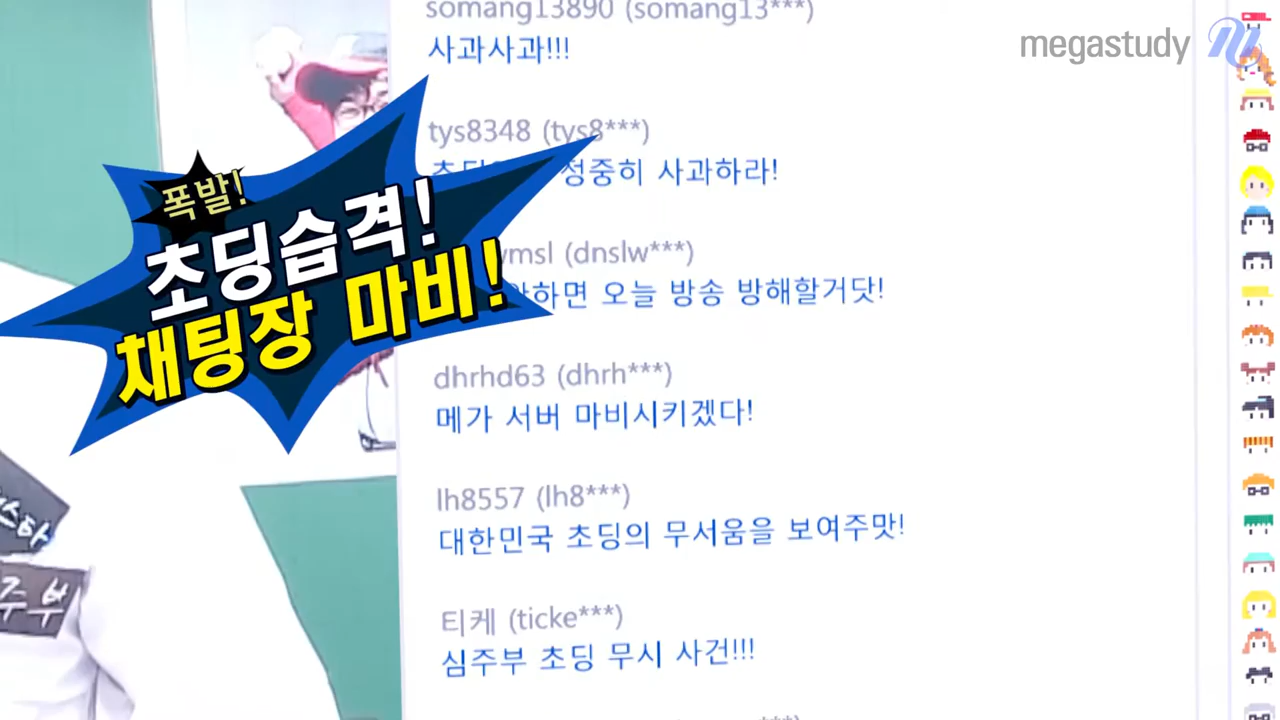 somang13890 (somang13***)
사과사과!!!
megastudy
tys8348 (tys8***)
정중히 사과하라!
폭발!
초딩습격!
채팅장 마비!
(dnslw***)
오늘 방송 방해할거닷!
dhrhd63 (dhrh***)
메가 서버 마비시키겠다!
lh8557 (lh8***)
대한민국 초딩의 무서움을 보여주맛!
티케 (ticke***)
심주부 초딩 무시 사건!!!
주부